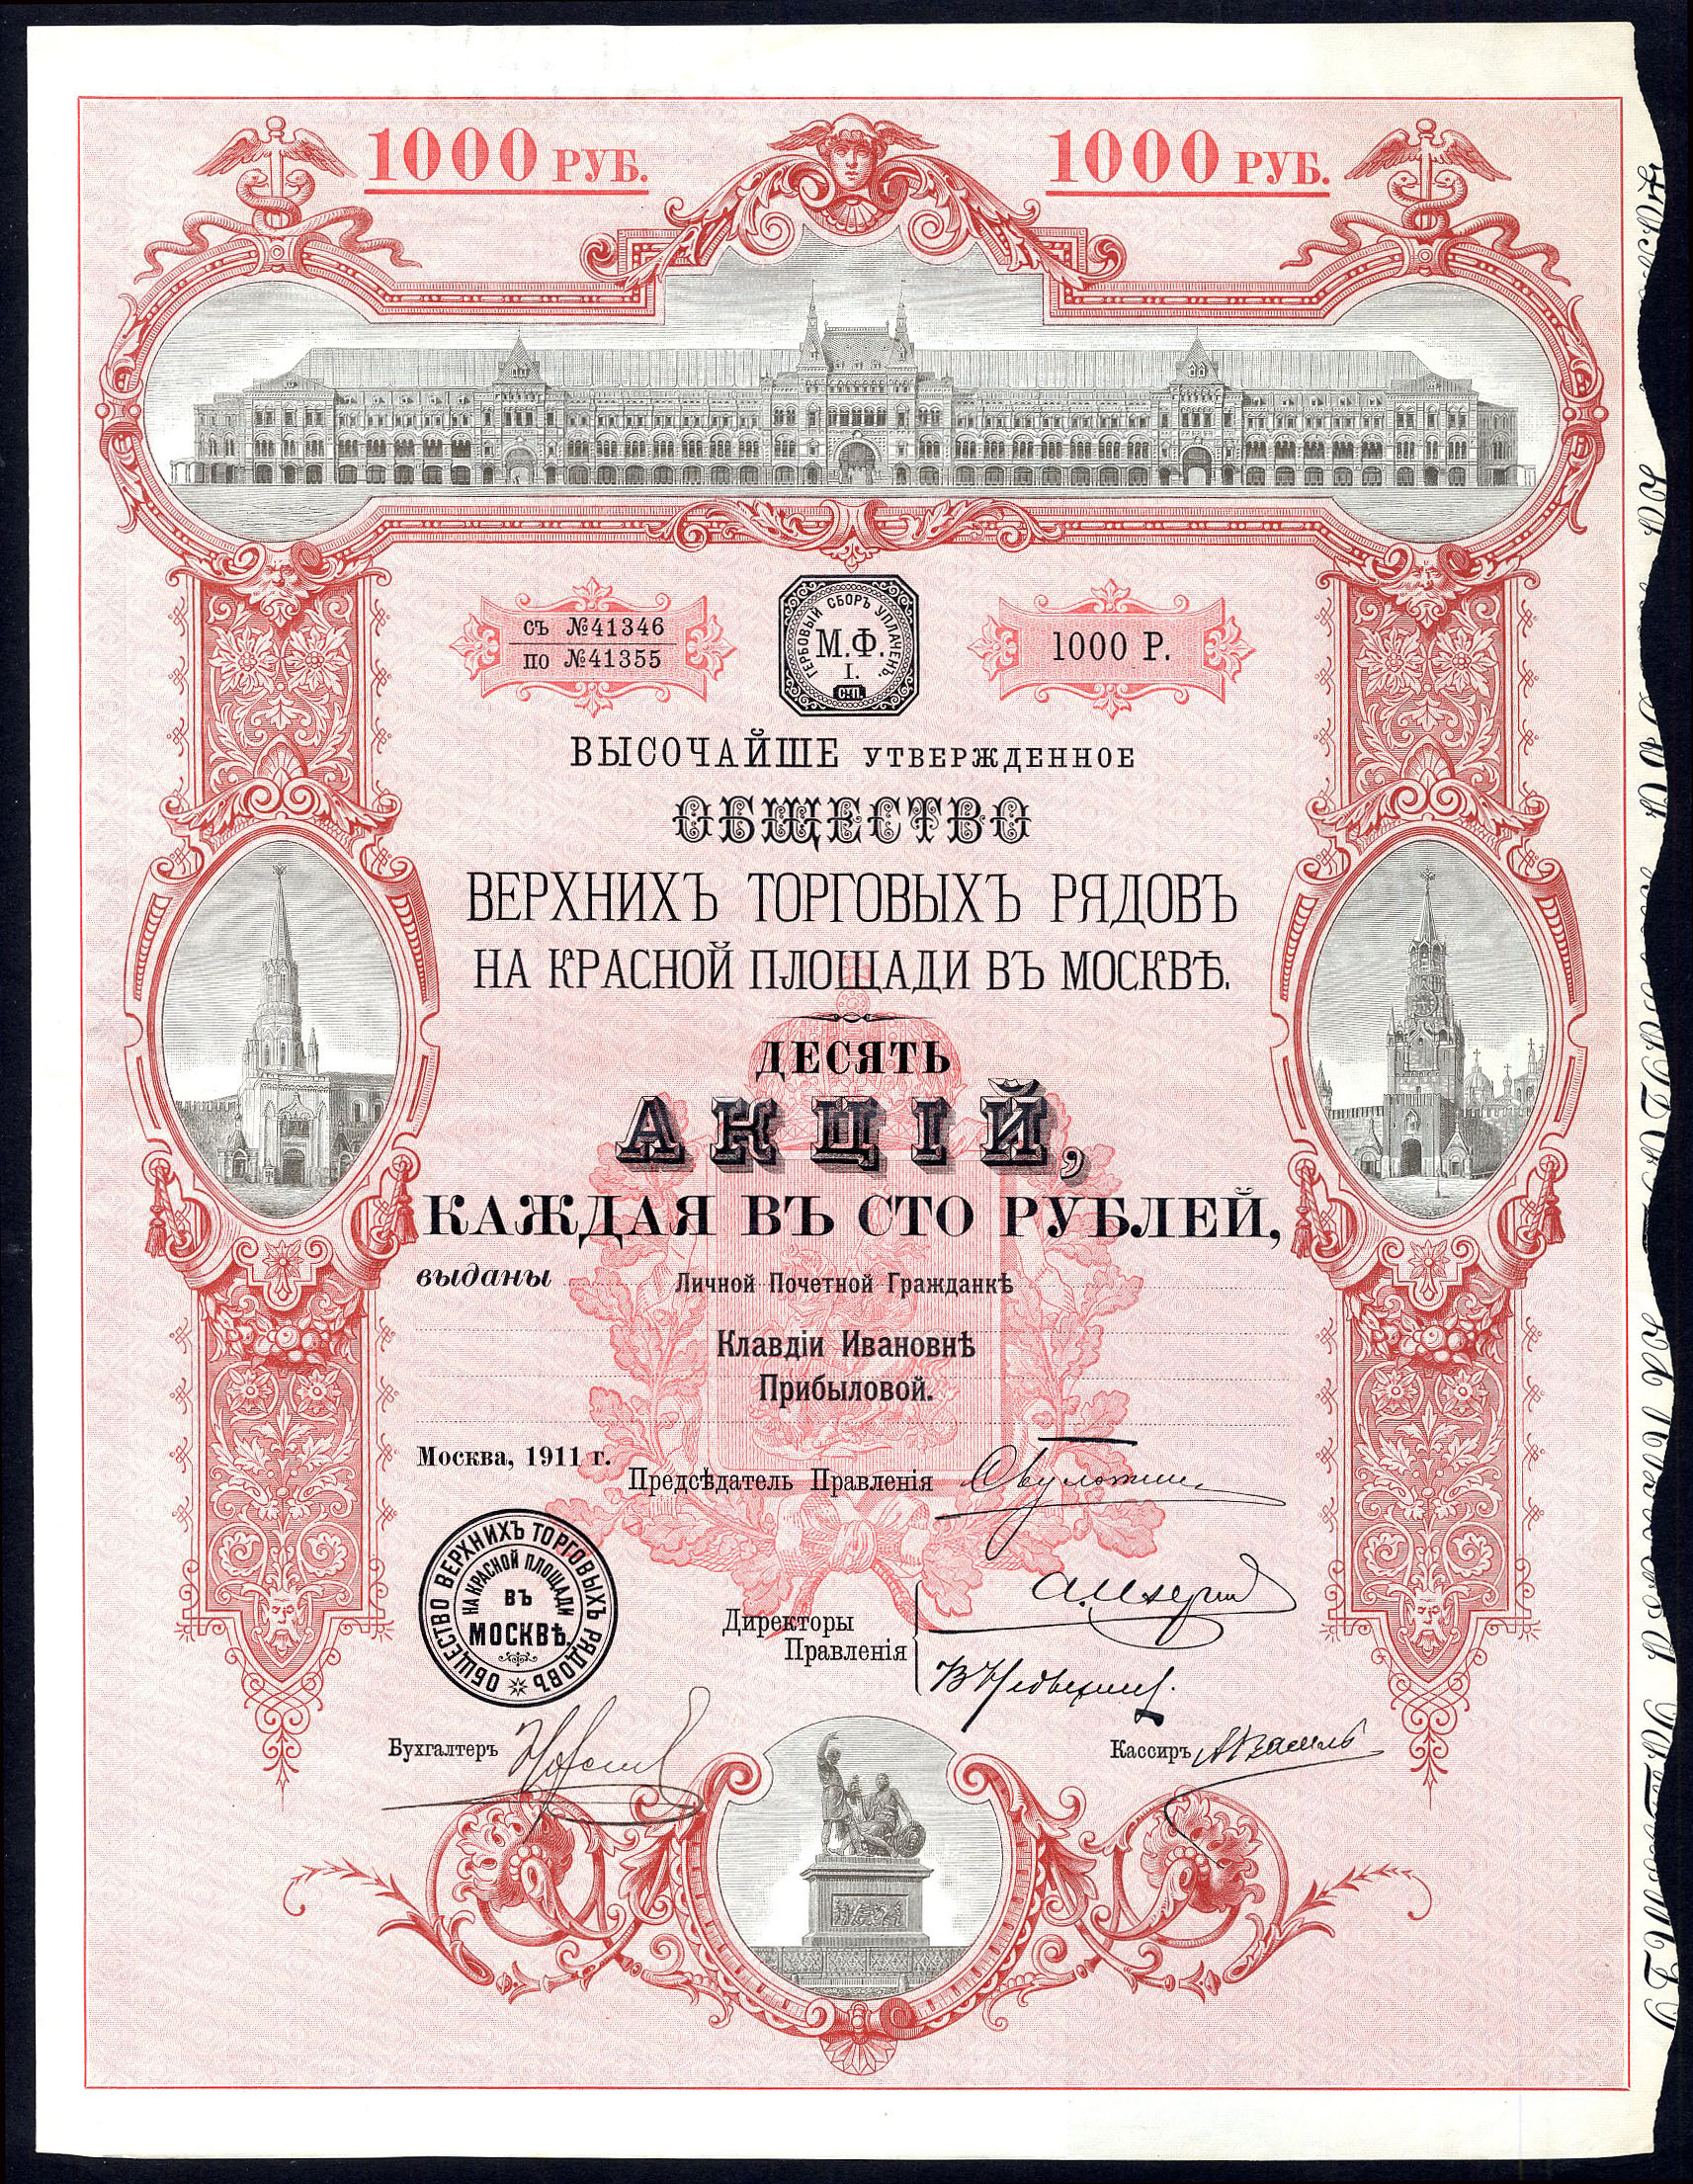 1000 РУБ. 1000 РУБ.
съ №41346
по №41355
ГЕРБОВЫЙ СБОРЪ УПЛАЧЕНЪ.
М.Ф.
I.
С.П.
1000 Р.
ВЫСОЧАЙШЕ УТВЕРЖДЕННОЕ
ОБЩЕСТВО
ВЕРХНИХЪ ТОРГОВЫХЪ РЯДОВЪ
НА КРАСНОЙ ПЛОЩАДИ ВЪ МОСКВѢ.
ДЕСЯТЬ
АКЦІЙ,
КАЖДАЯ ВЪ СТО РУБЛЕЙ,
выданы Личной Почетной Гражданкѣ
Клавдіи Ивановнѣ
Прибыловой.
Москва, 1911 г.
Предсѣдатель Правленія
ОБЩЕСТВО ВЕРХНИХЪ ТОРГОВЫХЪ РЯДОВЪ
НА КРАСНОЙ ПЛОЩАДИ
ВЪ
МОСКВѢ.
Директоры
Правленія
Бухгалтеръ
Кассиръ